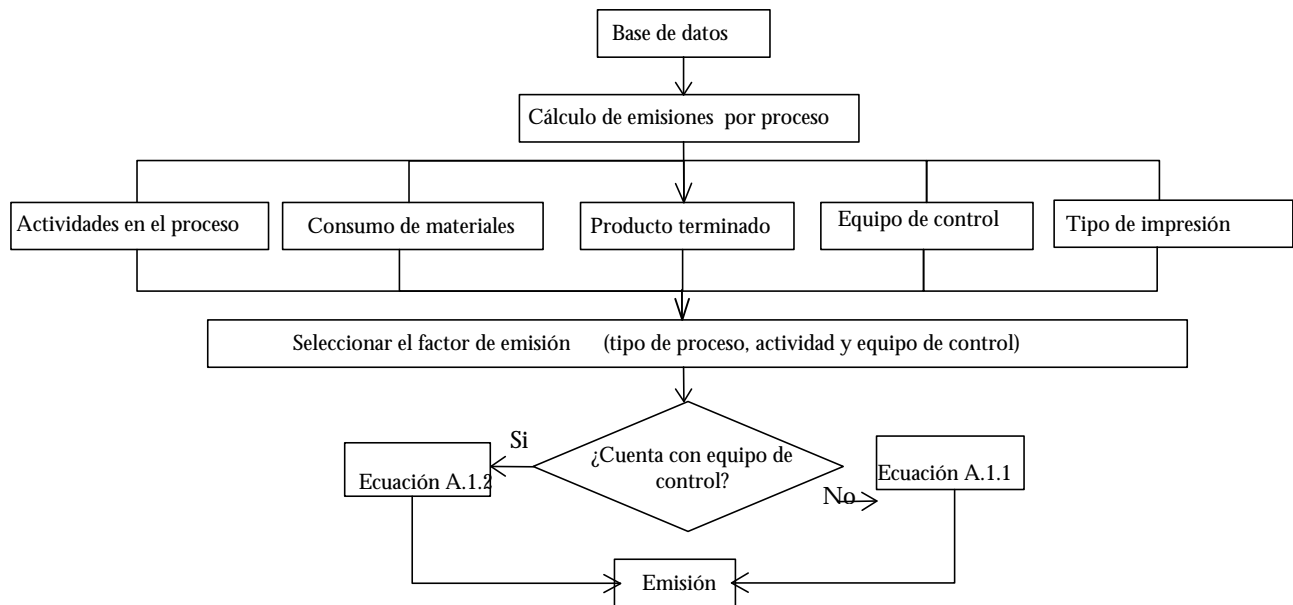 Base de datos
Cálculo de emisiones por proceso
Actividades en el proceso
Consumo de materiales
Producto terminado
Equipo de control
Tipo de impresión
Seleccionar el factor de emisión (tipo de proceso, actividad y equipo de control)
Si
¿Cuenta con equipo de
control?
Ecuación A.1.2
Ecuación A.1.1
No
Emisión